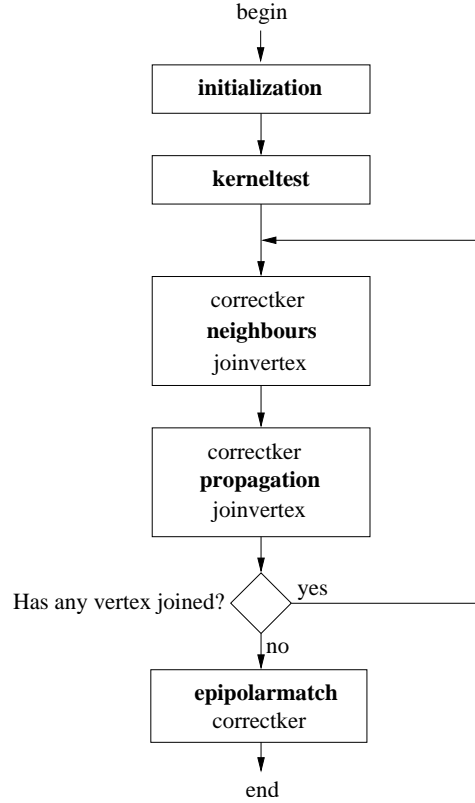 begin
initialization
kerneltest
correctker
neighbours
joinvertex
correctker
propagation
joinvertex
Has any vertex joined?
yes
no
epipolarmatch
correctker
end